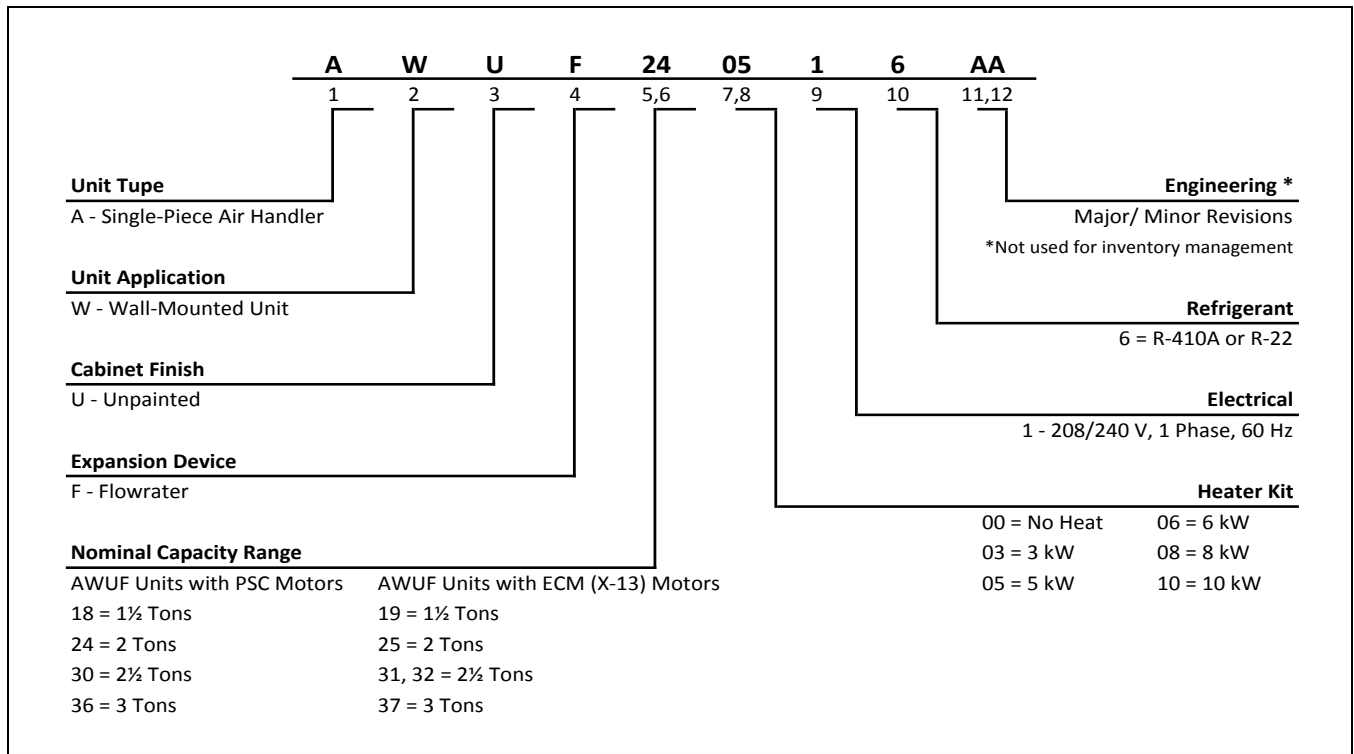 A W U F 24 05 1 6 AA
1 2 3 4 5,6 7,8 9 10 11,12
Unit Tupe
A - Single-Piece Air Handler
Unit Application
W - Wall-Mounted Unit
Cabinet Finish
U - Unpainted
Expansion Device
F - Flowrater
Nominal Capacity Range
AWUF Units with PSC Motors AWUF Units with ECM (X-13) Motors
18 = 1½ Tons 19 = 1½ Tons
24 = 2 Tons 25 = 2 Tons
30 = 2½ Tons 31, 32 = 2½ Tons
36 = 3 Tons 37 = 3 Tons
Engineering *
Major/ Minor Revisions
*Not used for inventory management
Refrigerant
6 = R-410A or R-22
Electrical
1 - 208/240 V, 1 Phase, 60 Hz
Heater Kit
00 = No Heat 06 = 6 kW
03 = 3 kW 08 = 8 kW
05 = 5 kW 10 = 10 kW